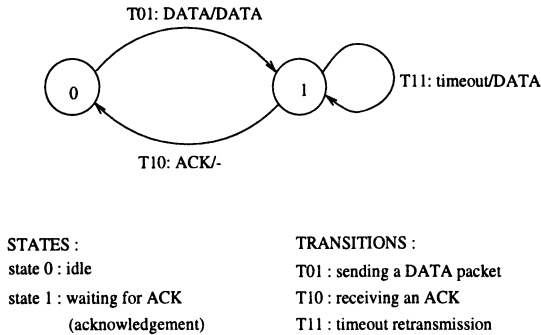 T01: DATA/DATA
0
1
T11: timeout/DATA
T10: ACK/-
STATES :
state 0 : idle
state 1 : waiting for ACK
(acknowledgement)
TRANSITIONS :
T01 : sending a DATA packet
T10 : receiving an ACK
T11 : timeout retransmission